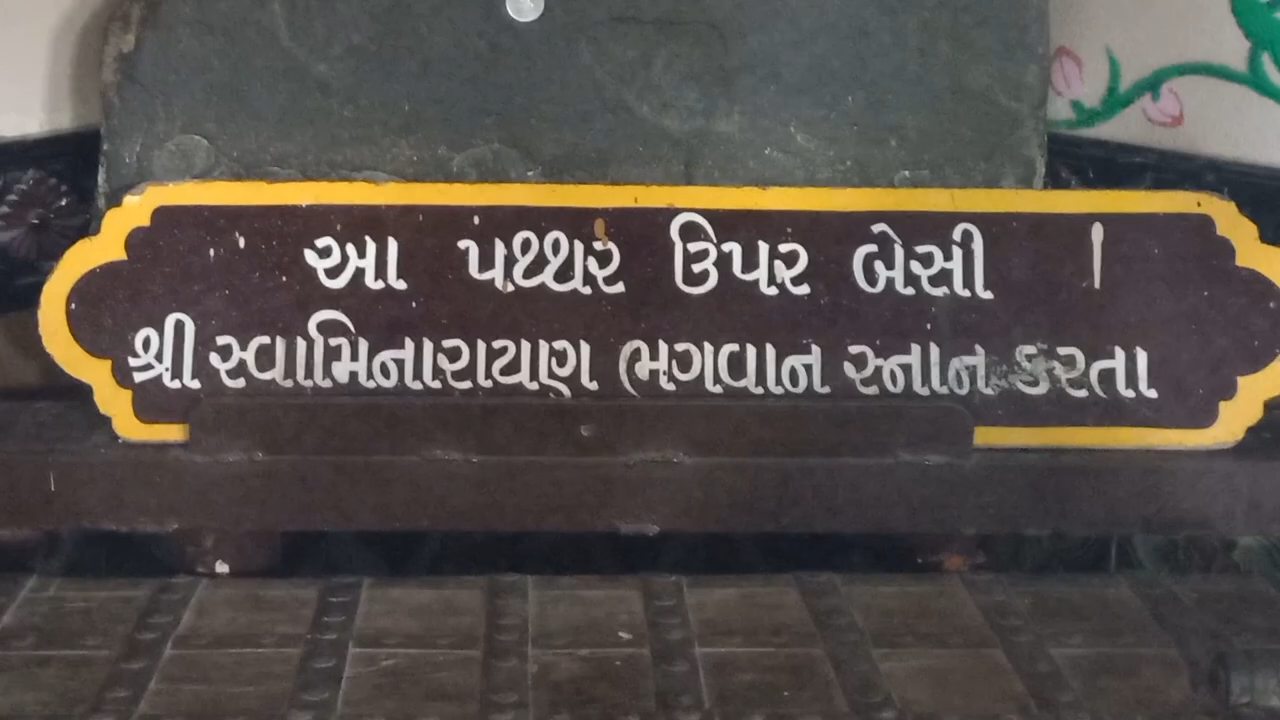 આ પથ્થર ઉપર બેસી
શ્રી સ્વામિનારાયણ ભગવાન સ્નાન કરતા